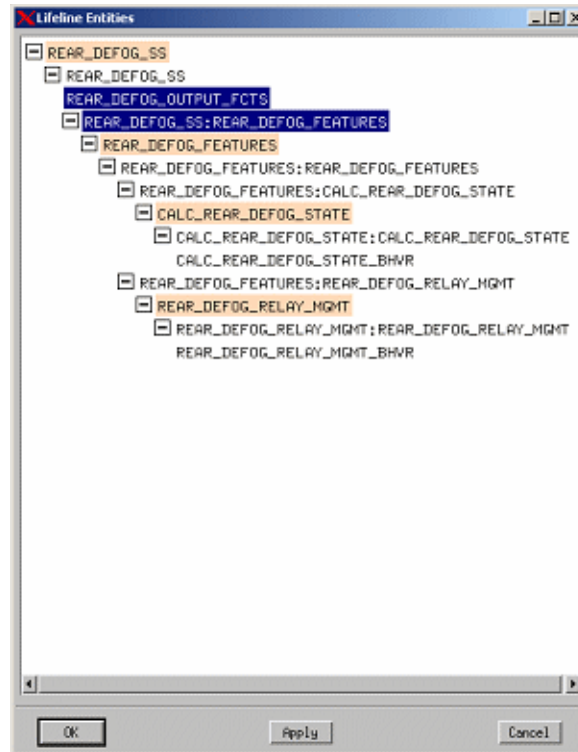 Lifeline Entities
REAR_DEFOG_SS
REAR_DEFOG_SS
REAR_DEFOG_OUTPUT_FCTS
REAR_DEFOG_SS:REAR_DEFOG_FEATURES
REAR_DEFOG_FEATURES
REAR_DEFOG_FEATURES:REAR_DEFOG_FEATURES
REAR_DEFOG_FEATURES:CALC_REAR_DEFOG_STATE
CALC_REAR_DEFOG_STATE
CALC_REAR_DEFOG_STATE:CALC_REAR_DEFOG_STATE
CALC_REAR_DEFOG_STATE_BHVR
REAR_DEFOG_FEATURES:REAR_DEFOG_RELAY_MGMT
REAR_DEFOG_RELAY_MGMT
REAR_DEFOG_RELAY_MGMT:REAR_DEFOG_RELAY_MGMT
REAR_DEFOG_RELAY_MGMT_BHVR
OK Apply Cancel